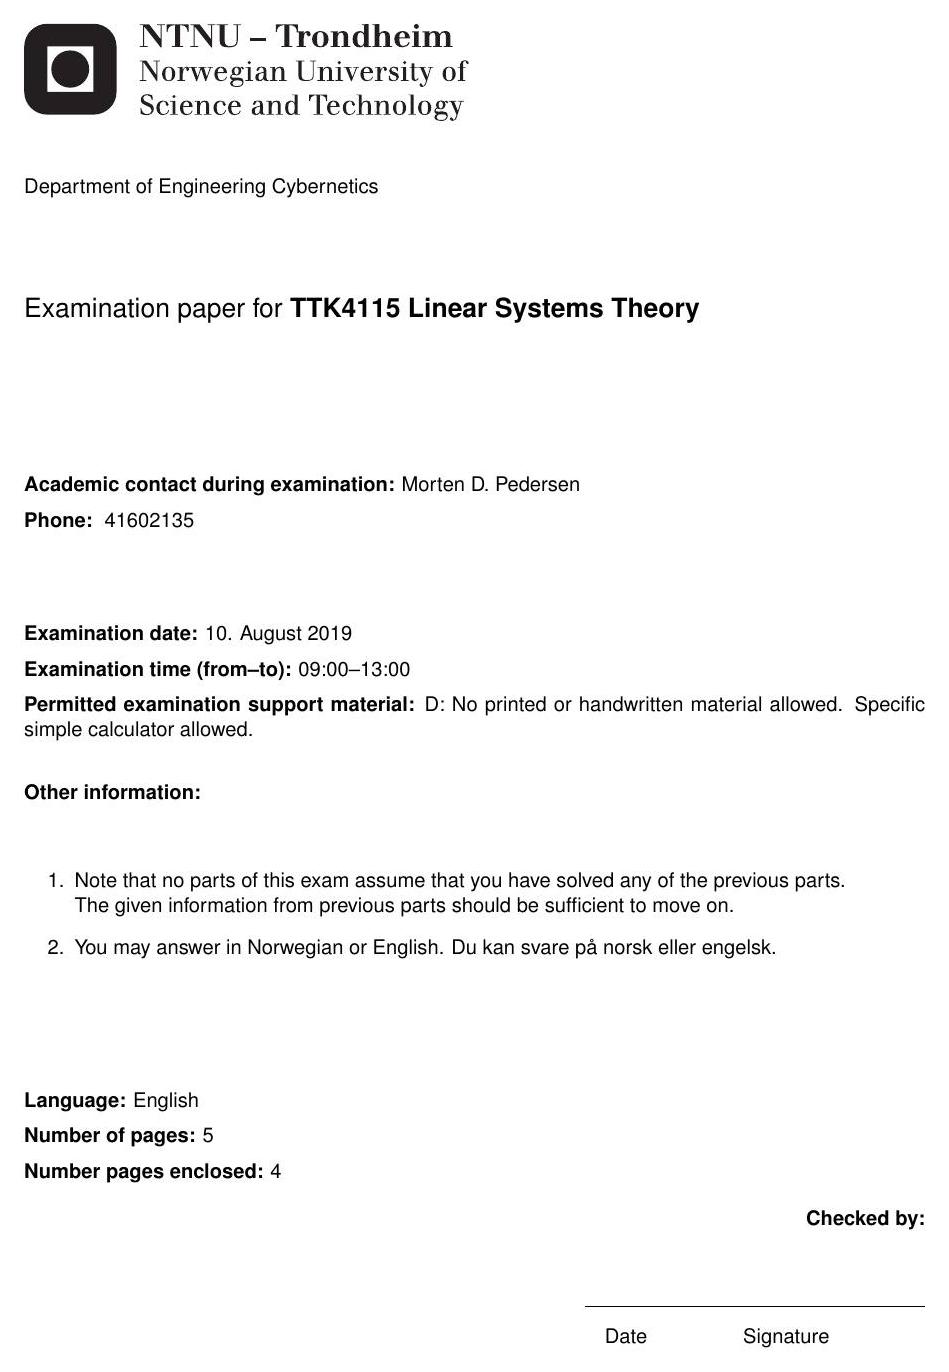 NTNU – Trondheim
Norwegian University of
Science and Technology
Department of Engineering Cybernetics
Examination paper for TTK4115 Linear Systems Theory
Academic contact during examination: Morten D. Pedersen
Phone: 41602135
Examination date: 10. August 2019
Examination time (from–to): 09:00–13:00
Permitted examination support material: D: No printed or handwritten material allowed. Specific
simple calculator allowed.
Other information:
1. Note that no parts of this exam assume that you have solved any of the previous parts.
The given information from previous parts should be sufficient to move on.
2. You may answer in Norwegian or English. Du kan svare på norsk eller engelsk.
Language: English
Number of pages: 5
Number pages enclosed: 4
Checked by:
Date Signature